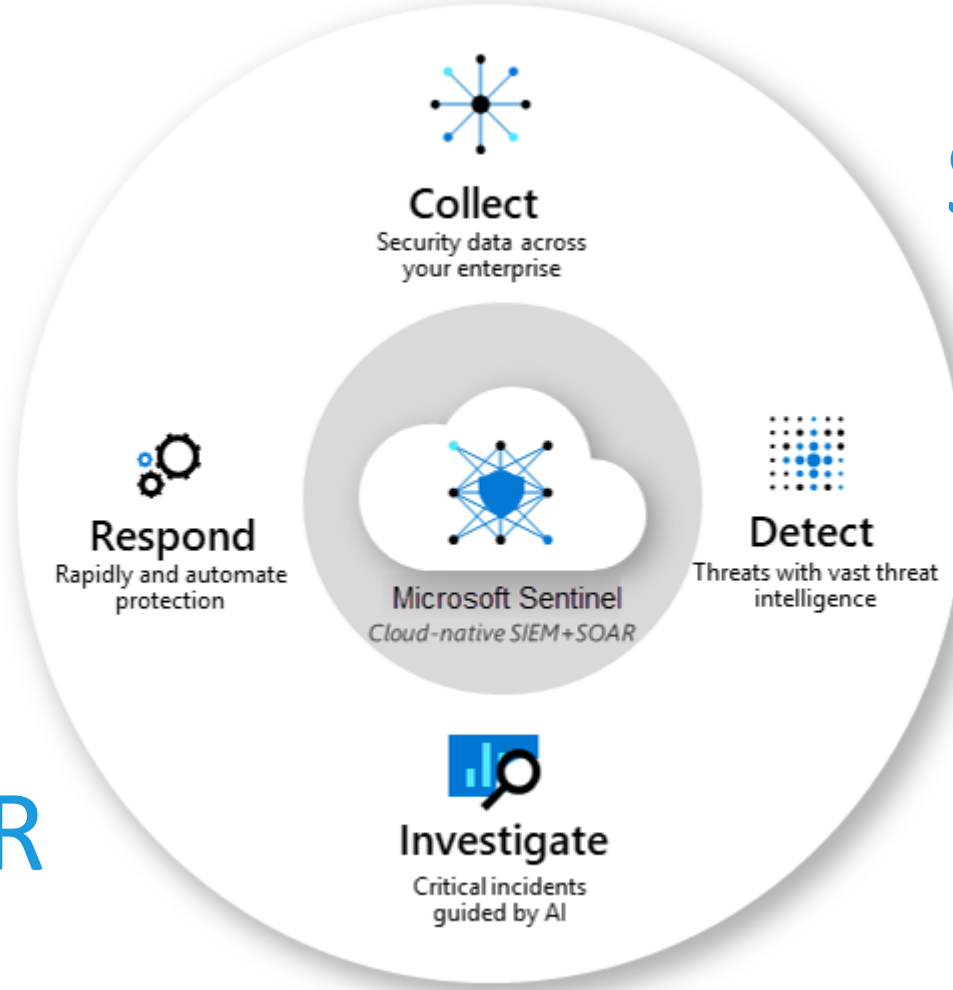 Collect
Security data across
your enterprise
S
Respond
Rapidly and automate
protection
Microsoft Sentinel
Cloud-native SIEM+SOAR
Detect
Threats with vast threat
intelligence
R
Investigate
Critical incidents
guided by AI